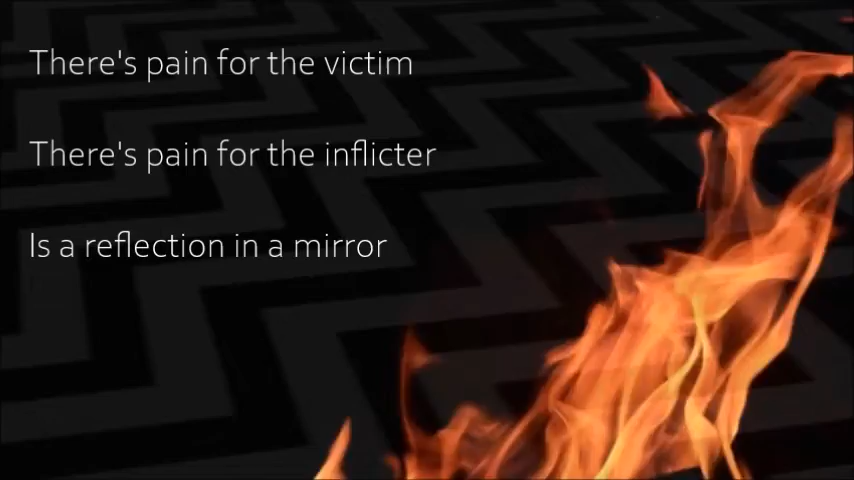 There's pain for the victim
There's pain for the inflicter
Is a reflection in a mirror